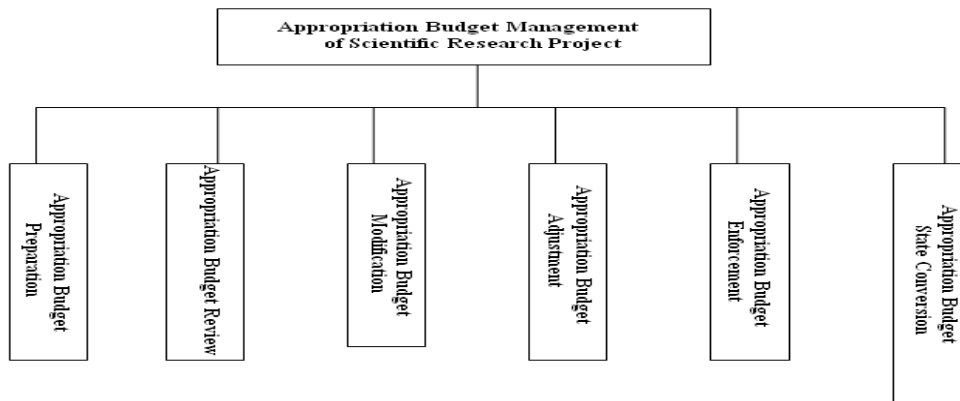 Appropriation Budget Management
of Scientific Research Project
Appropriation Budget
Preparation
Appropriation Budget Review
Appropriation Budget
Modification
Appropriation Budget
Adjustment
Appropriation Budget
Enforcement
Appropriation Budget
State Conversion